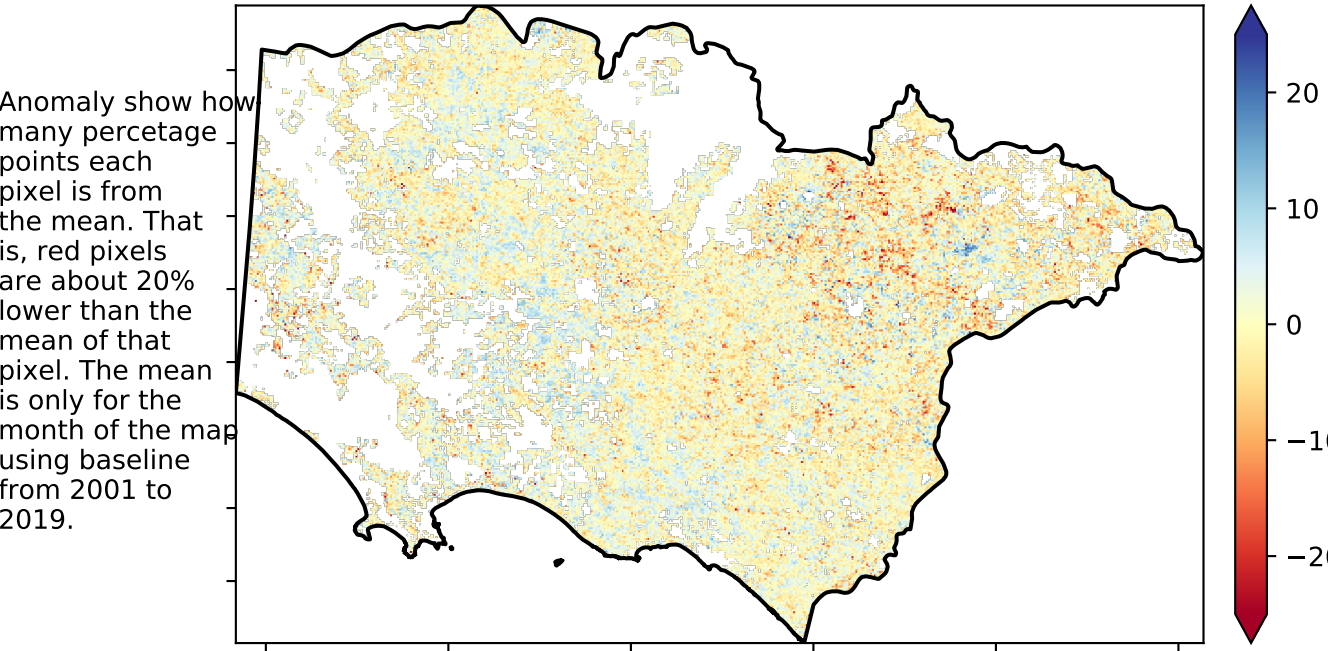 Anomaly show how
many percetage
points each
pixel is from
the mean. That
is, red pixels
are about 20%
lower than the
mean of that
pixel. The mean
is only for the
month of the map
using baseline
from 2001 to
2019.
20
10
0
−10
−20